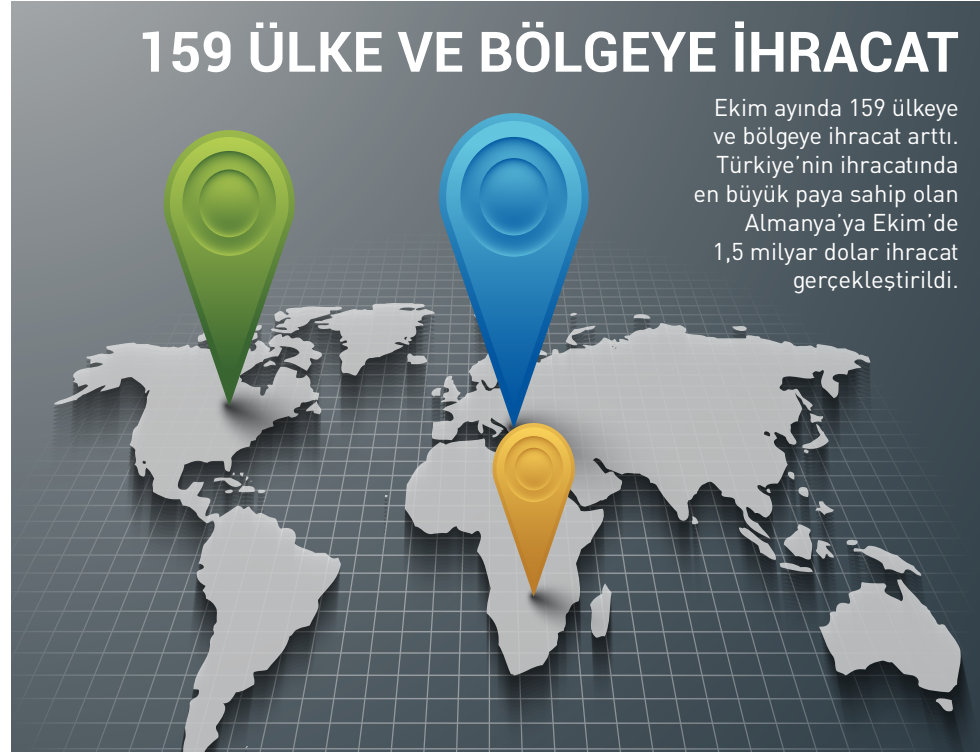 159 ÜLKE VE BÖLGEYE İHRACAT
Ekim ayında 159 ülkeye
ve bölgeye ihracat arttı.
Türkiye’nin ihracatında
en büyük paya sahip olan
Almanya’ya Ekim’de
1,5 milyar dolar ihracat
gerçekleştirildi.